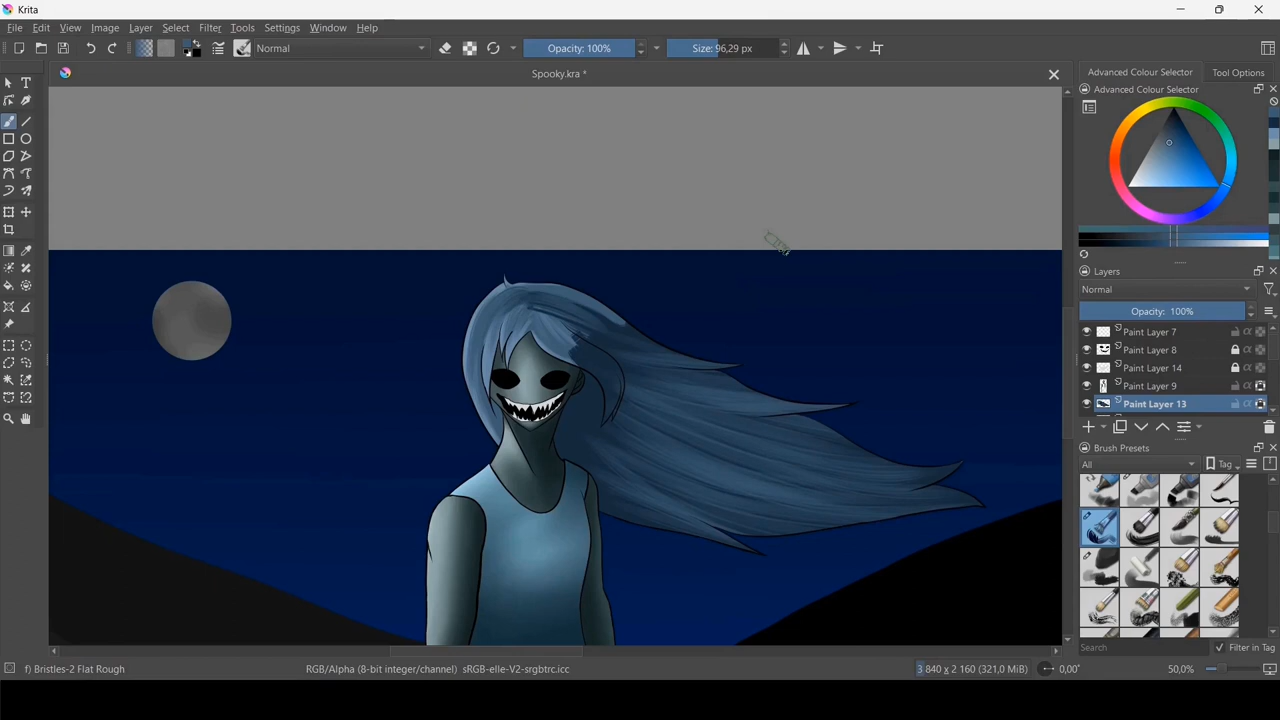 Krita
File Edit View Image Layer Select Filter Tools Settings Window Help
Normal Opacity: 100% Size: 96,29 px
Spooky.kra *
Advanced Colour Selector Tool Options
Advanced Colour Selector
Layers
Normal
Opacity: 100%
Paint Layer 7
Paint Layer 8
Paint Layer 14
Paint Layer 9
Paint Layer 13
Brush Presets
All Tag
Search Filter in Tag
f) Bristles-2 Flat Rough RGB/Alpha (8-bit integer/channel) sRGB-elle-V2-srgbtrc.icc 3 840 x 2 160 (321,0 MiB) 0,00° 50,0%